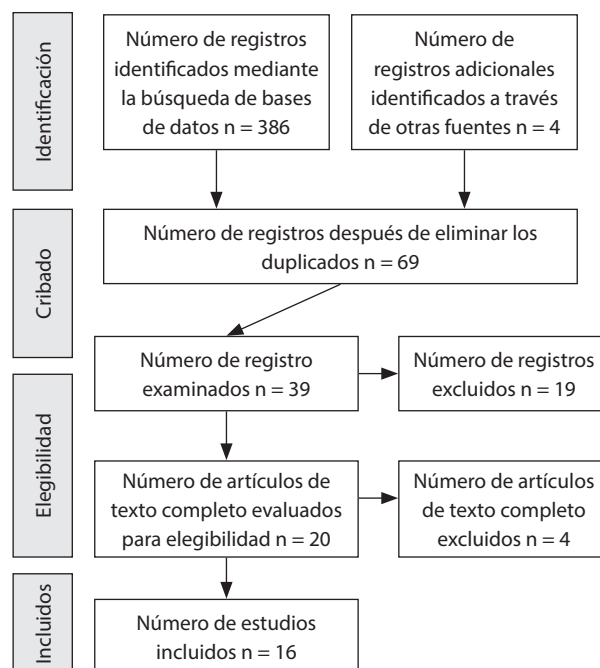 Identificación
Número de registros
identificados mediante
la búsqueda de bases
de datos n = 386
Número de
registros adicionales
identificados a través
de otras fuentes n = 4
Cribado
Número de registros después de eliminar los
duplicados n = 69
Número de registro
examinados n = 39
Número de registros
excluidos n = 19
Elegibilidad
Número de artículos de
texto completo evaluados
para elegibilidad n = 20
Número de artículos
de texto completo
excluidos n = 4
Incluidos
Número de estudios
incluidos n = 16